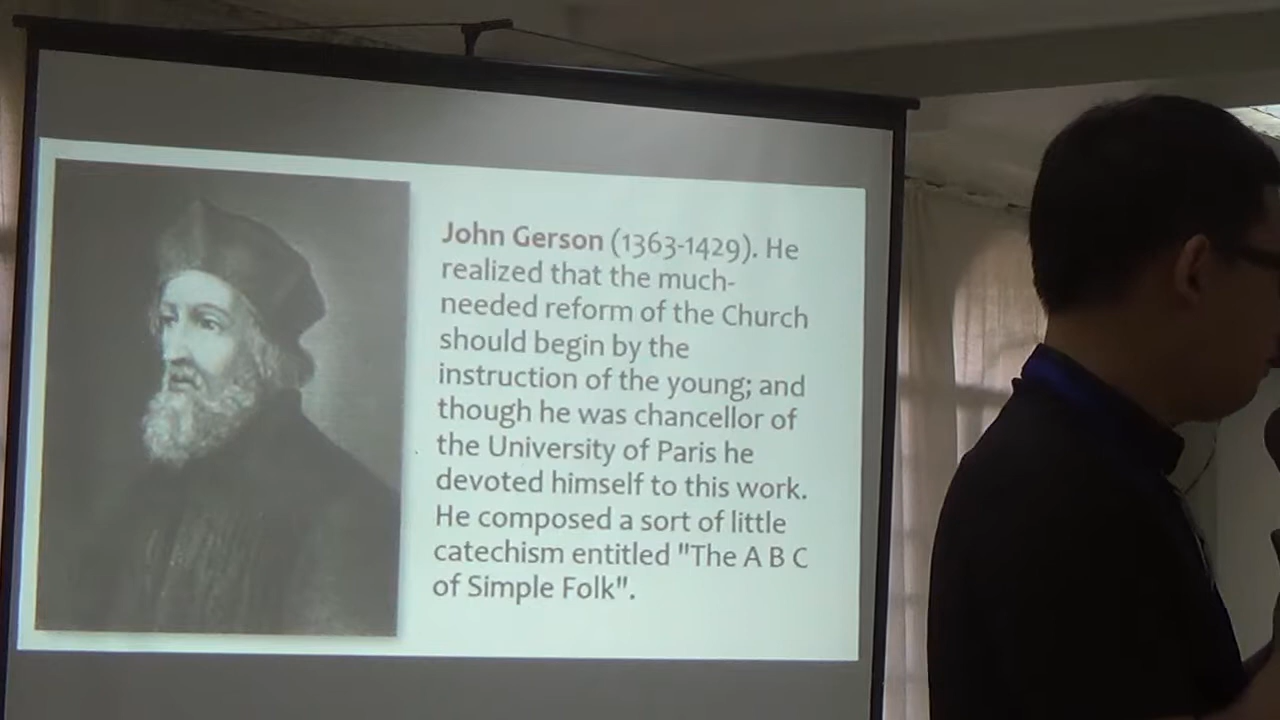 John Gerson (1363-1429). He
realized that the much-
needed reform of the Church
should begin by the
instruction of the young; and
though he was chancellor of
the University of Paris he
devoted himself to this work.
He composed a sort of little
catechism entitled "The A B C
of Simple Folk".